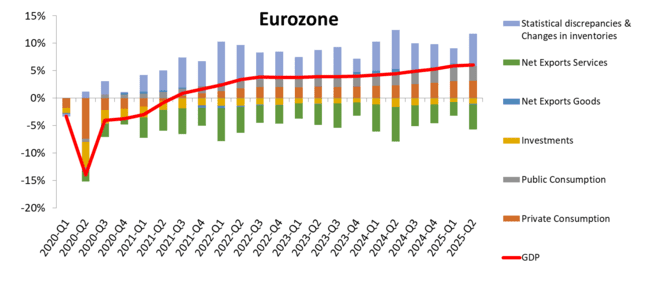 Eurozone
15%
10%
5%
0%
-5%
-10%
-15%
-20%
2020-Q1
2020-Q2
2020-Q3
2020-Q4
2021-Q1
2021-Q2
2021-Q3
2021-Q4
2022-Q1
2022-Q2
2022-Q3
2022-Q4
2023-Q1
2023-Q2
2023-Q3
2023-Q4
2024-Q1
2024-Q2
2024-Q3
2024-Q4
2025-Q1
2025-Q2
Statistical discrepancies &
Changes in inventories
Net Exports Services
Net Exports Goods
Investments
Public Consumption
Private Consumption
GDP